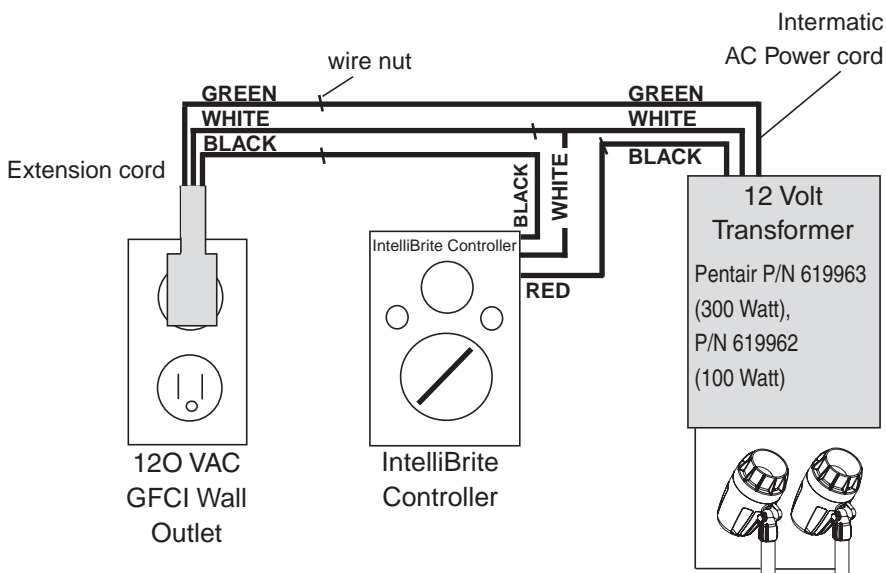 Intermatic
AC Power cord
wire nut
GREEN
GREEN
WHITE
WHITE
BLACK
BLACK
Extension cord
BLACK
WHITE
12 Volt
Transformer
IntelliBrite Controller
Pentair P/N 619963
(300 Watt),
P/N 619962
(100 Watt)
RED
12O VAC
GFCI Wall
Outlet
IntelliBrite
Controller